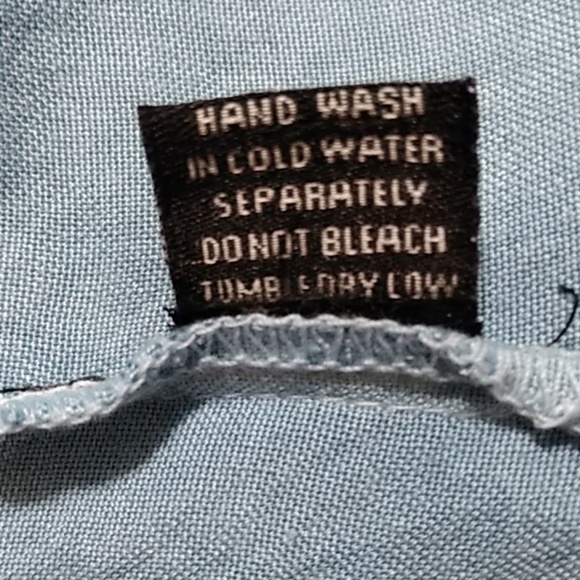 HAND WASH
IN COLD WATER
SEPARATELY
DO NOT BLEACH
TUMBLE DRY LOW